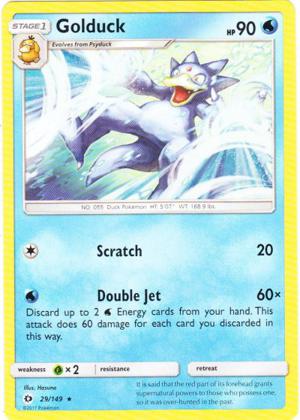 STAGE 1 Golduck HP 90
Evolves from Psyduck
NO. 055 Duck Pokémon HT: 5'07" WT: 168.9 lbs.
Scratch 20
Double Jet 60×
Discard up to 2 Energy cards from your hand. This
attack does 60 damage for each card you discarded in
this way.
weakness × 2 resistance retreat
Illus. Hasuno
29/149 ★
©2017 Pokémon
It is said that the red part of its forehead grants
supernatural powers to those who possess one,
so it was over-hunted in the past.